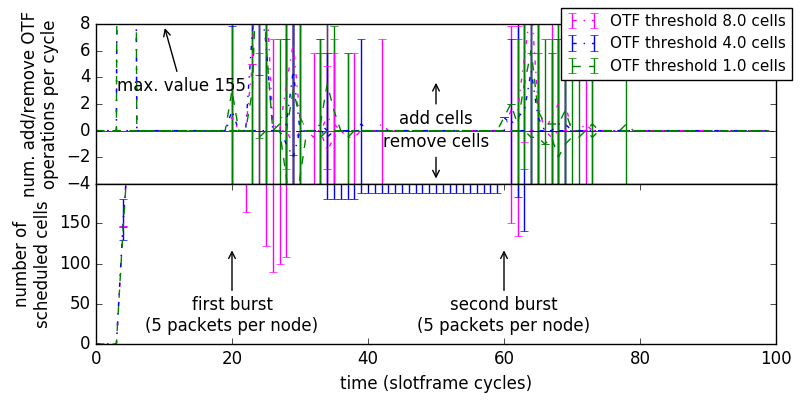 OTF threshold 8.0 cells
OTF threshold 4.0 cells
OTF threshold 1.0 cells
num. add/remove OTF
operations per cycle
8
6
4
2
0
−2
−4
max. value 155
add cells
remove cells
number of
scheduled cells
150
100
50
0
first burst
(5 packets per node)
second burst
(5 packets per node)
0
20
40
60
80
100
time (slotframe cycles)